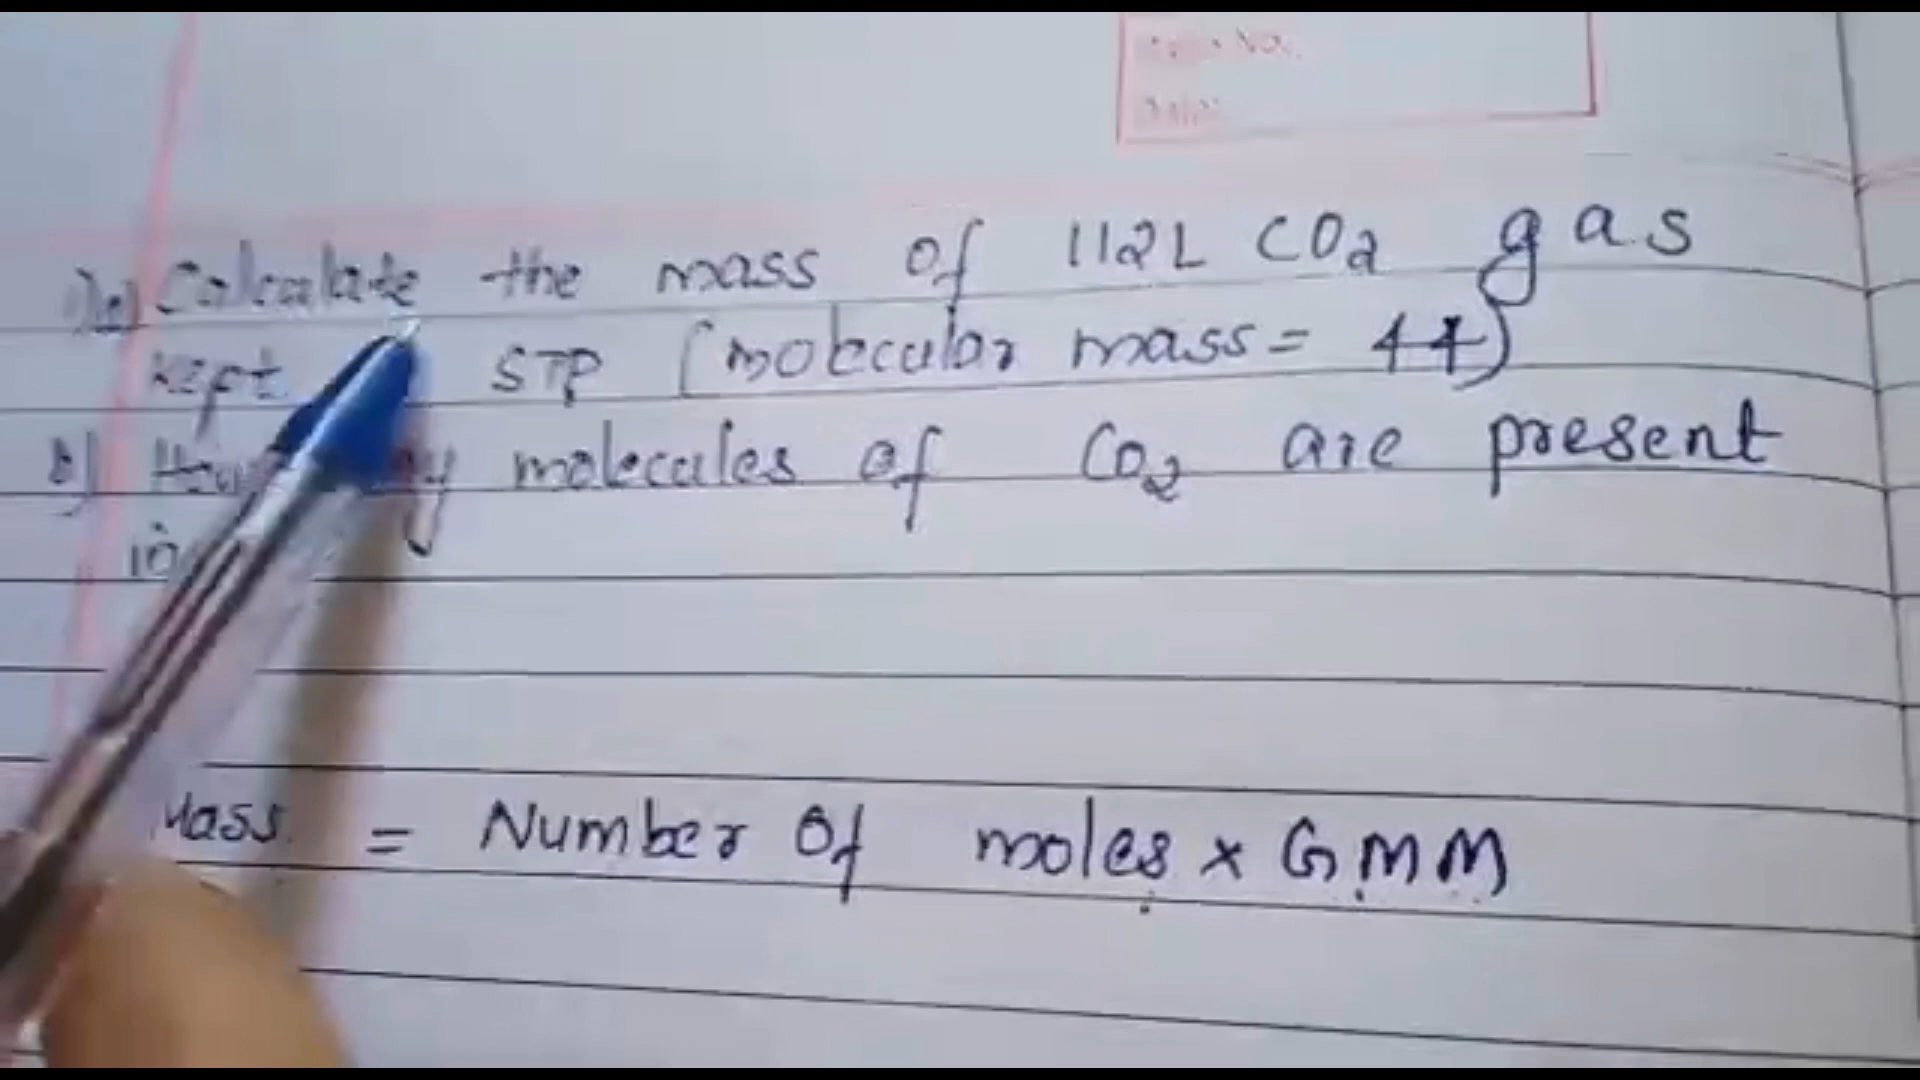 1)a) Calculate the mass of 112L CO2 gas
kept STP (molecular mass = 44)
b) molecules of CO2 are present
Mass = Number Of moles x GMM